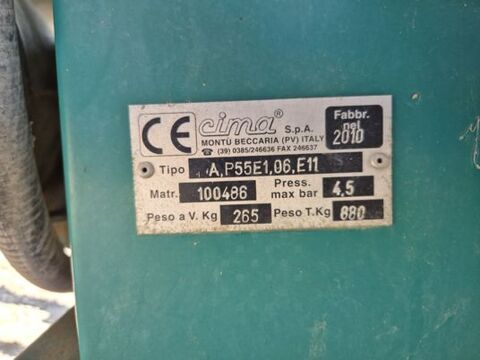 CE cima® S.p.A.
MONTÙ BECCARIA (PV) ITALY
☎ (39) 0385/246636 FAX 246637
Fabbr.
nel
2010
Tipo A,P55E1,06,E11
Matr. 100486 Press. max bar 4,5
Peso a V. Kg 265 Peso T.Kg 880